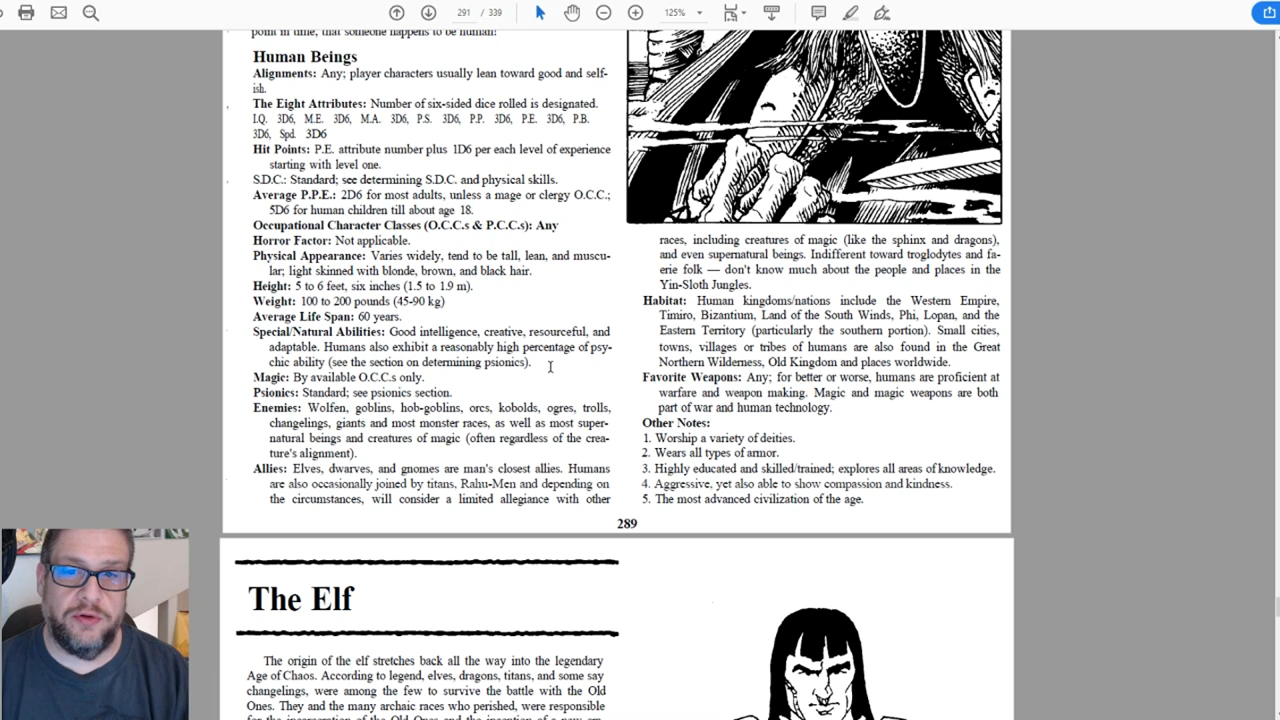 291 / 339
125%
point in time, that someone happens to be human!
Human Beings
Alignments: Any; player characters usually lean toward good and self-
ish.
The Eight Attributes: Number of six-sided dice rolled is designated.
I.Q. 3D6, M.E. 3D6, M.A. 3D6, P.S. 3D6, P.P. 3D6, P.E. 3D6, P.B.
3D6, Spd. 3D6
Hit Points: P.E. attribute number plus 1D6 per each level of experience
starting with level one.
S.D.C.: Standard; see determining S.D.C. and physical skills.
Average P.P.E.: 2D6 for most adults, unless a mage or clergy O.C.C.;
5D6 for human children till about age 18.
Occupational Character Classes (O.C.C.s & P.C.C.s): Any
Horror Factor: Not applicable.
Physical Appearance: Varies widely, tend to be tall, lean, and muscu-
lar; light skinned with blonde, brown, and black hair.
Height: 5 to 6 feet, six inches (1.5 to 1.9 m).
Weight: 100 to 200 pounds (45-90 kg)
Average Life Span: 60 years.
Special/Natural Abilities: Good intelligence, creative, resourceful, and
adaptable. Humans also exhibit a reasonably high percentage of psy-
chic ability (see the section on determining psionics).
Magic: By available O.C.C.s only.
Psionics: Standard; see psionics section.
Enemies: Wolfen, goblins, hob-goblins, orcs, kobolds, ogres, trolls,
changelings, giants and most monster races, as well as most super-
natural beings and creatures of magic (often regardless of the crea-
ture's alignment).
Allies: Elves, dwarves, and gnomes are man's closest allies. Humans
are also occasionally joined by titans, Rahu-Men and depending on
the circumstances, will consider a limited allegiance with other
races, including creatures of magic (like the sphinx and dragons),
and even supernatural beings. Indifferent toward troglodytes and fa-
erie folk — don't know much about the people and places in the
Yin-Sloth Jungles.
Habitat: Human kingdoms/nations include the Western Empire,
Timiro, Bizantium, Land of the South Winds, Phi, Lopan, and the
Eastern Territory (particularly the southern portion). Small cities,
towns, villages or tribes of humans are also found in the Great
Northern Wilderness, Old Kingdom and places worldwide.
Favorite Weapons: Any; for better or worse, humans are proficient at
warfare and weapon making. Magic and magic weapons are both
part of war and human technology.
Other Notes:
1. Worship a variety of deities.
2. Wears all types of armor.
3. Highly educated and skilled/trained; explores all areas of knowledge.
4. Aggressive, yet also able to show compassion and kindness.
5. The most advanced civilization of the age.
289
The Elf
The origin of the elf stretches back all the way into the legendary
Age of Chaos. According to legend, elves, dragons, titans, and some say
changelings, were among the few to survive the battle with the Old
Ones. They and the many archaic races who perished, were responsible
for the incarceration of the Old Ones and the inception of a new